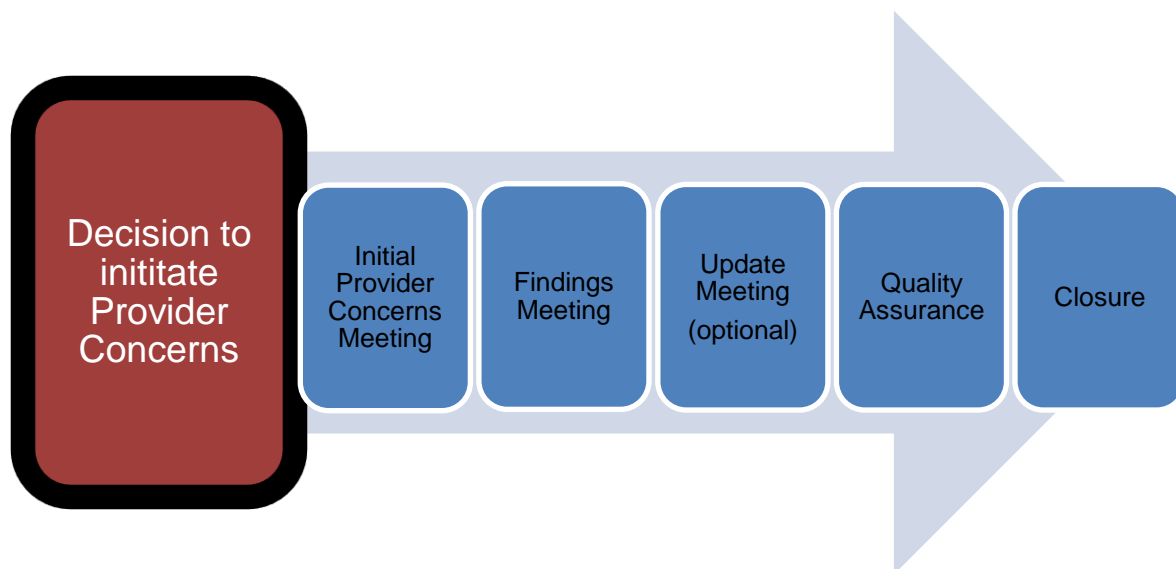 Decision to
inititate
Provider
Concerns
Initial
Provider
Concerns
Meeting
Findings
Meeting
Update
Meeting
(optional)
Quality
Assurance
Closure